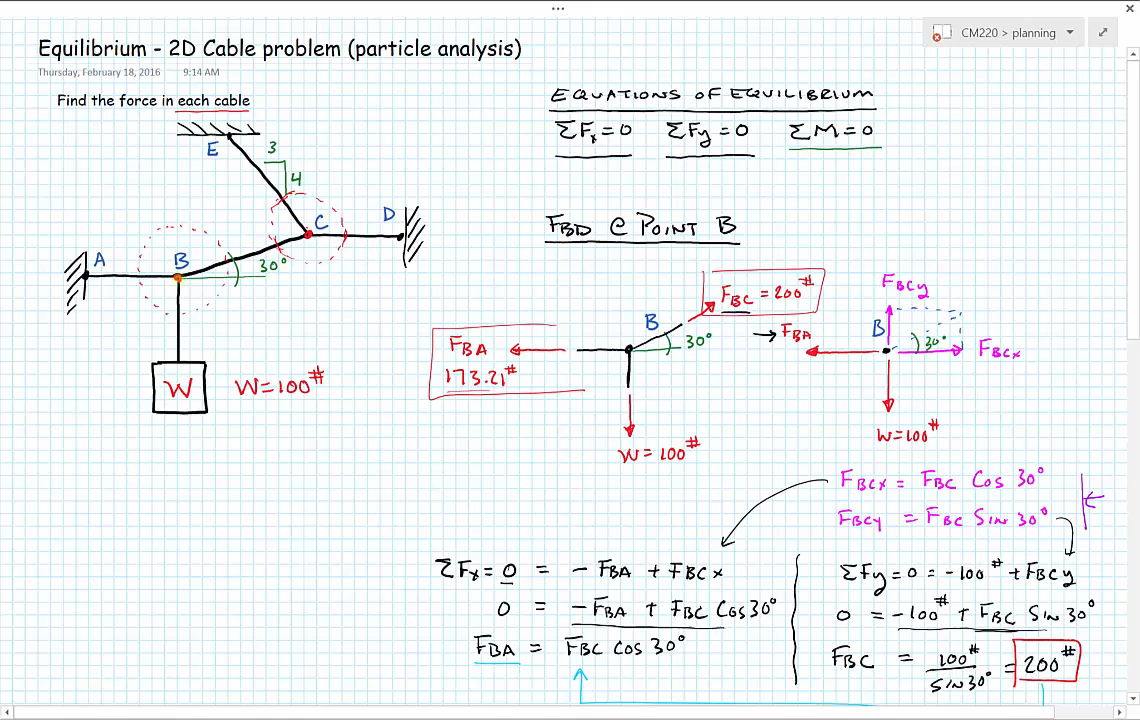 Equilibrium - 2D Cable problem (particle analysis)
Thursday, February 18, 2016 9:14 AM
CM220 > planning
Find the force in each cable
E
3
4
C
D
A
B
30°
W
W=100#
EQUATIONS OF EQUILIBRIUM
ΣFx=0 ΣFy=0 ΣM=0
FBD @ POINT B
FBC = 200#
B
30°
FBA
173.21#
W=100#
FBCy
FBA
B
30°
FBCx
W=100#
FBCx = FBC Cos 30°
FBCy = FBC Sin 30°
ΣFx = 0 = - FBA + FBCx
0 = - FBA + FBC Cos 30°
FBA = FBC Cos 30°
ΣFy = 0 = -100# + FBCy
0 = -100# + FBC Sin 30°
FBC = 100# / Sin 30° = 200#